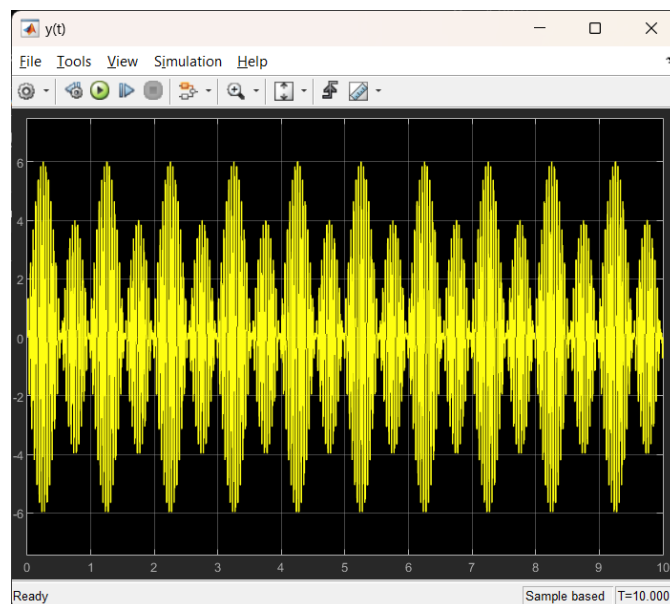 y(t)
File Tools View Simulation Help
6
4
2
0
-2
-4
-6
0 1 2 3 4 5 6 7 8 9 10
Ready Sample based T=10.000